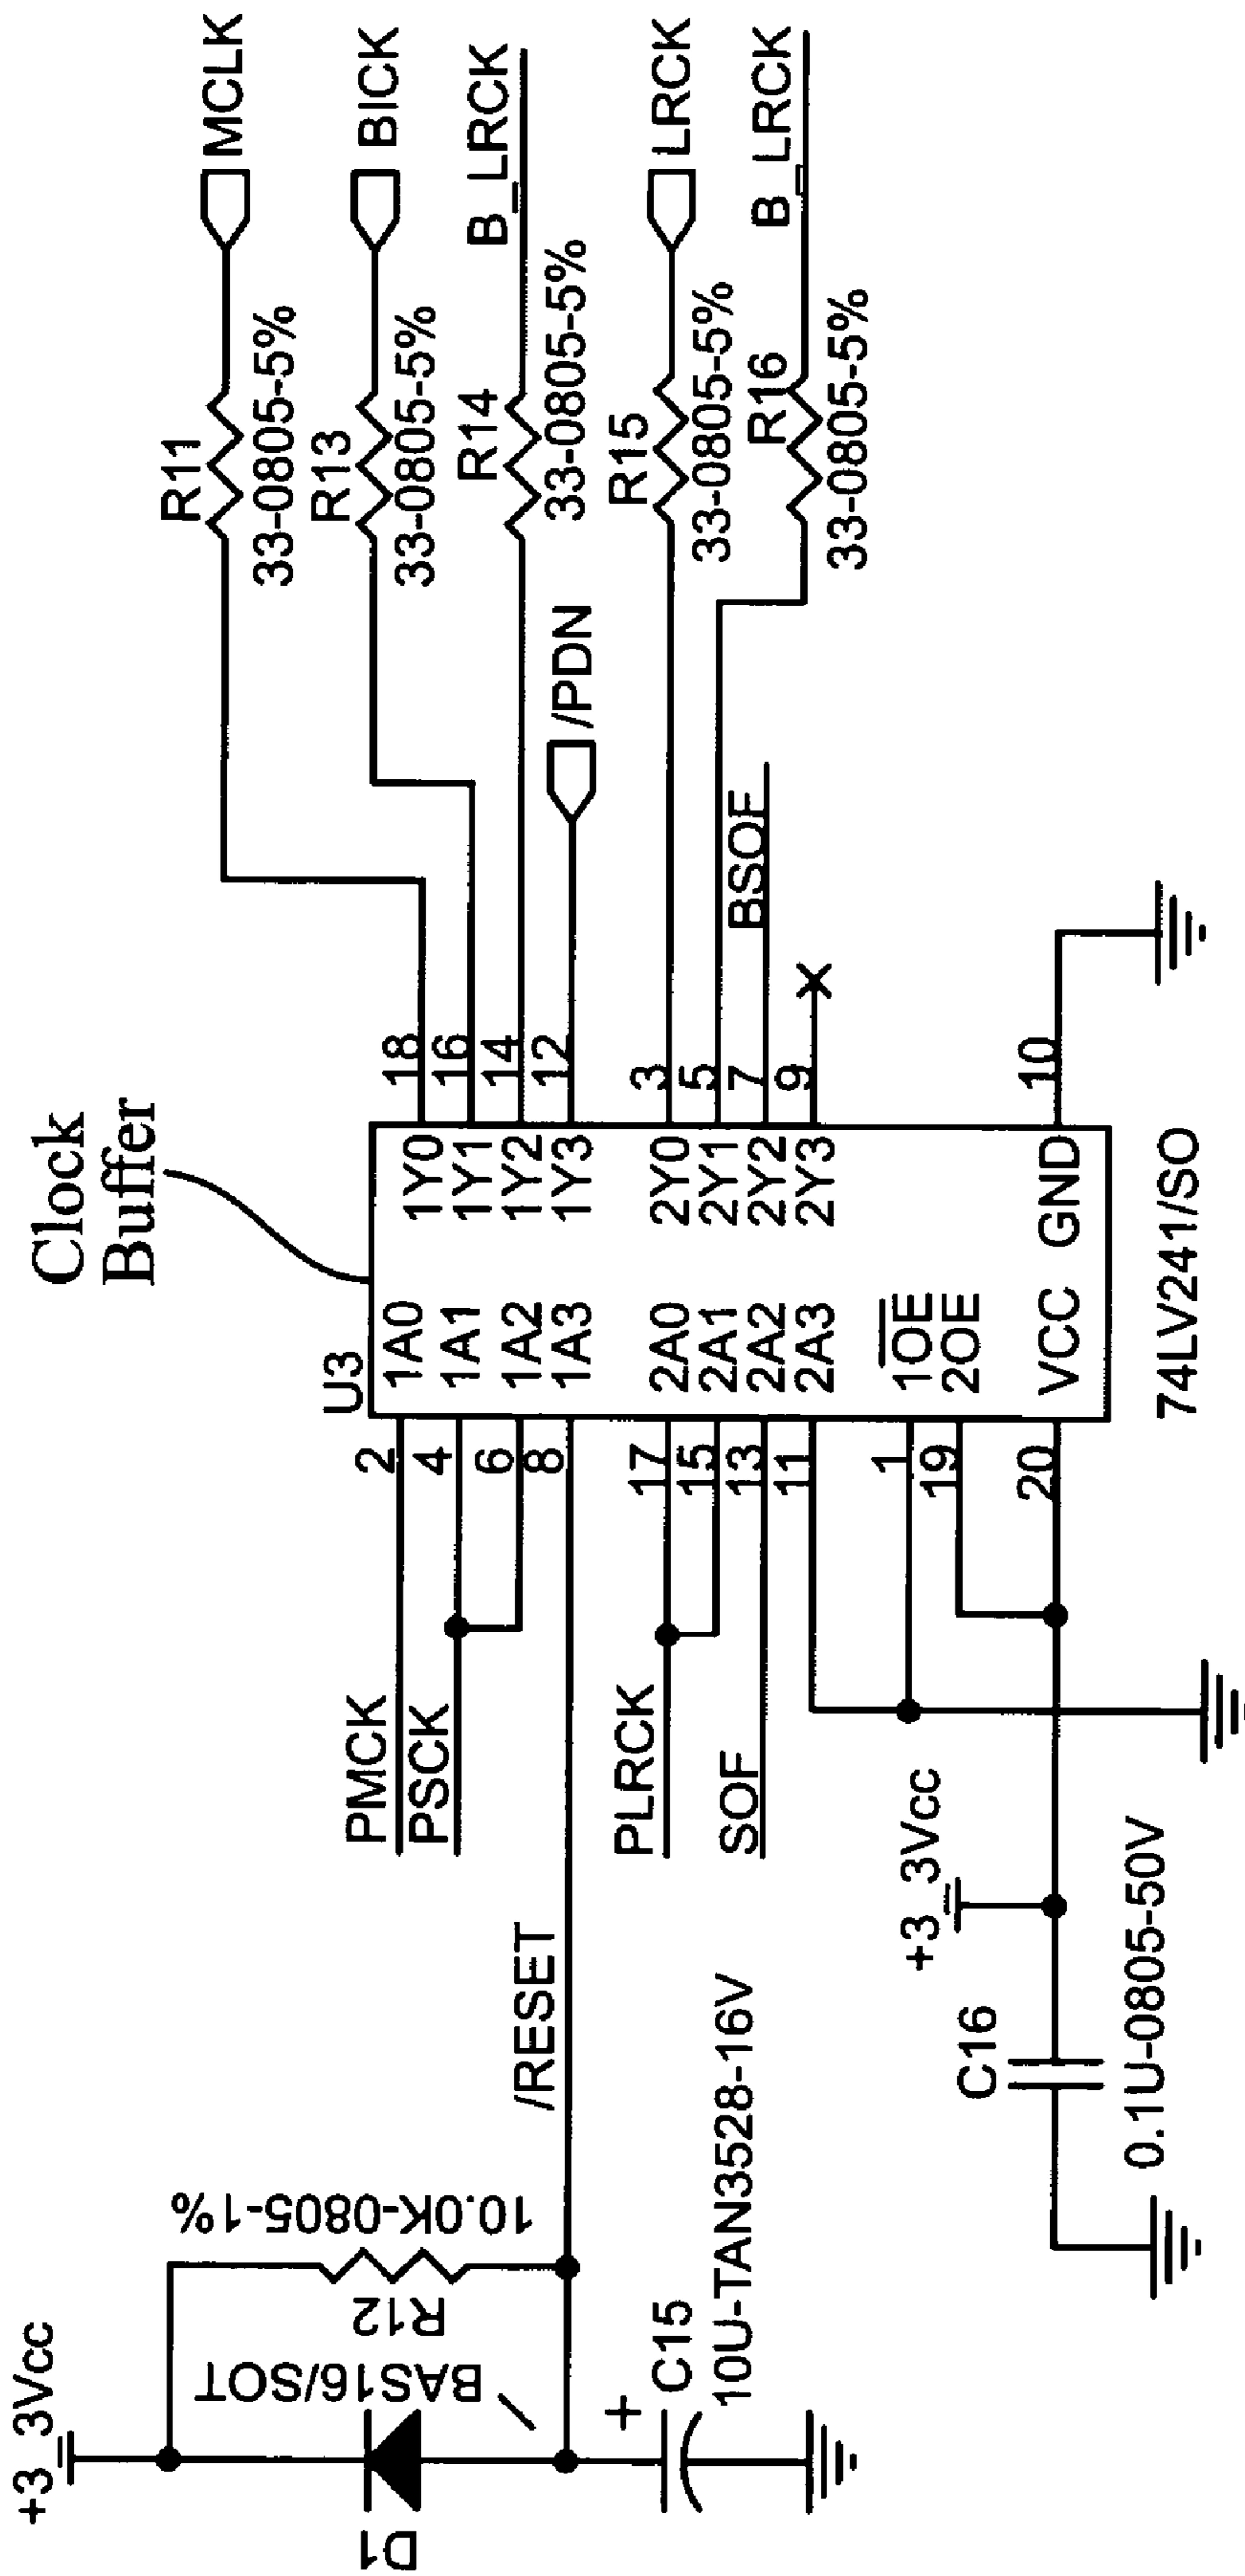 Clock
Buffer
+3_3Vcc
D1
BAS16/SOT
R12
10.0K-0805-1%
/RESET
C15
+
10U-TAN3528-16V
PMCK
PSCK
PLRCK
SOF
+3_3Vcc
C16
0.1U-0805-50V
U3
2
1A0
1Y0
18
4
1A1
1Y1
16
6
1A2
1Y2
14
8
1A3
1Y3
12
17
2A0
2Y0
3
15
2A1
2Y1
5
13
2A2
2Y2
7
11
2A3
2Y3
9
1
1OE
19
2OE
20
VCC
GND
10
74LV241/SO
R11
33-0805-5%
MCLK
R13
33-0805-5%
BICK
R14
33-0805-5%
B_LRCK
/PDN
R15
33-0805-5%
LRCK
R16
33-0805-5%
B_LRCK
BSOF